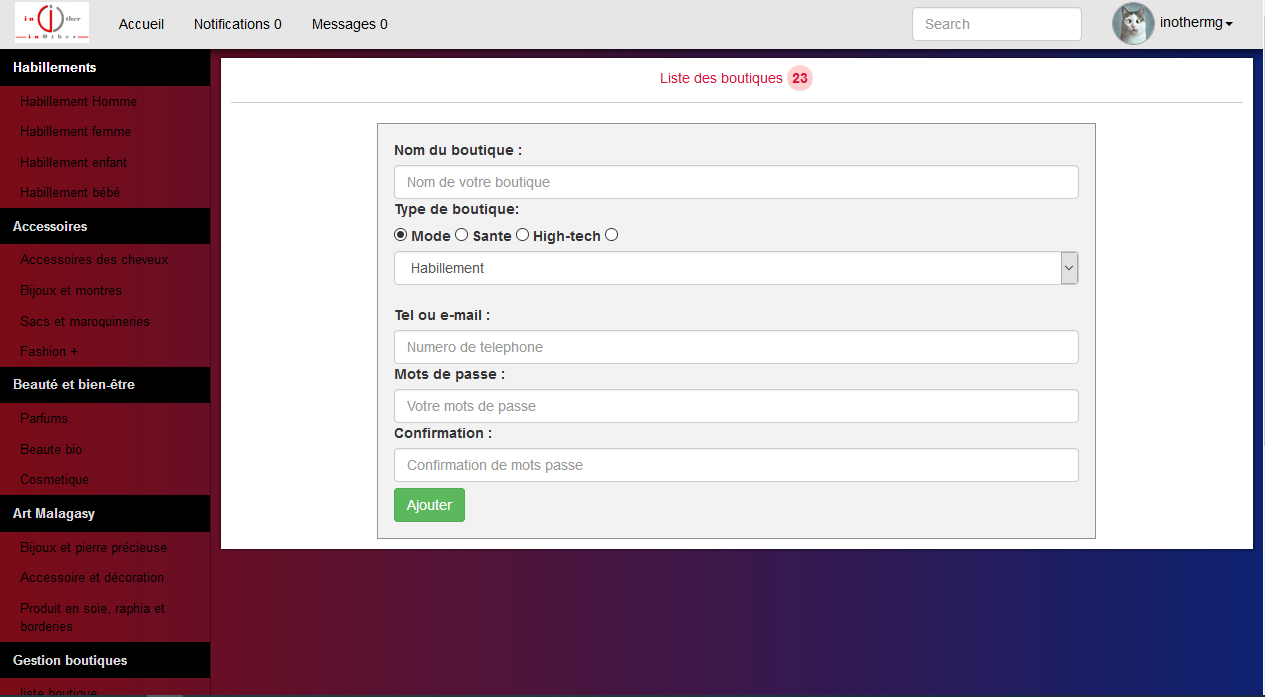 in Other
inOther
Accueil
Notifications 0
Messages 0
Search
inothermg
Habillements
Habillement Homme
Habillement femme
Habillement enfant
Habillement bébé
Accessoires
Accessoires des cheveux
Bijoux et montres
Sacs et maroquineries
Fashion +
Beauté et bien-être
Parfums
Beaute bio
Cosmetique
Art Malagasy
Bijoux et pierre précieuse
Accessoire et décoration
Produit en soie, raphia et
borderies
Gestion boutiques
liste boutique
Liste des boutiques 23
Nom du boutique :
Nom de votre boutique
Type de boutique:
Mode Sante High-tech
Habillement
Tel ou e-mail :
Numero de telephone
Mots de passe :
Votre mots de passe
Confirmation :
Confirmation de mots passe
Ajouter